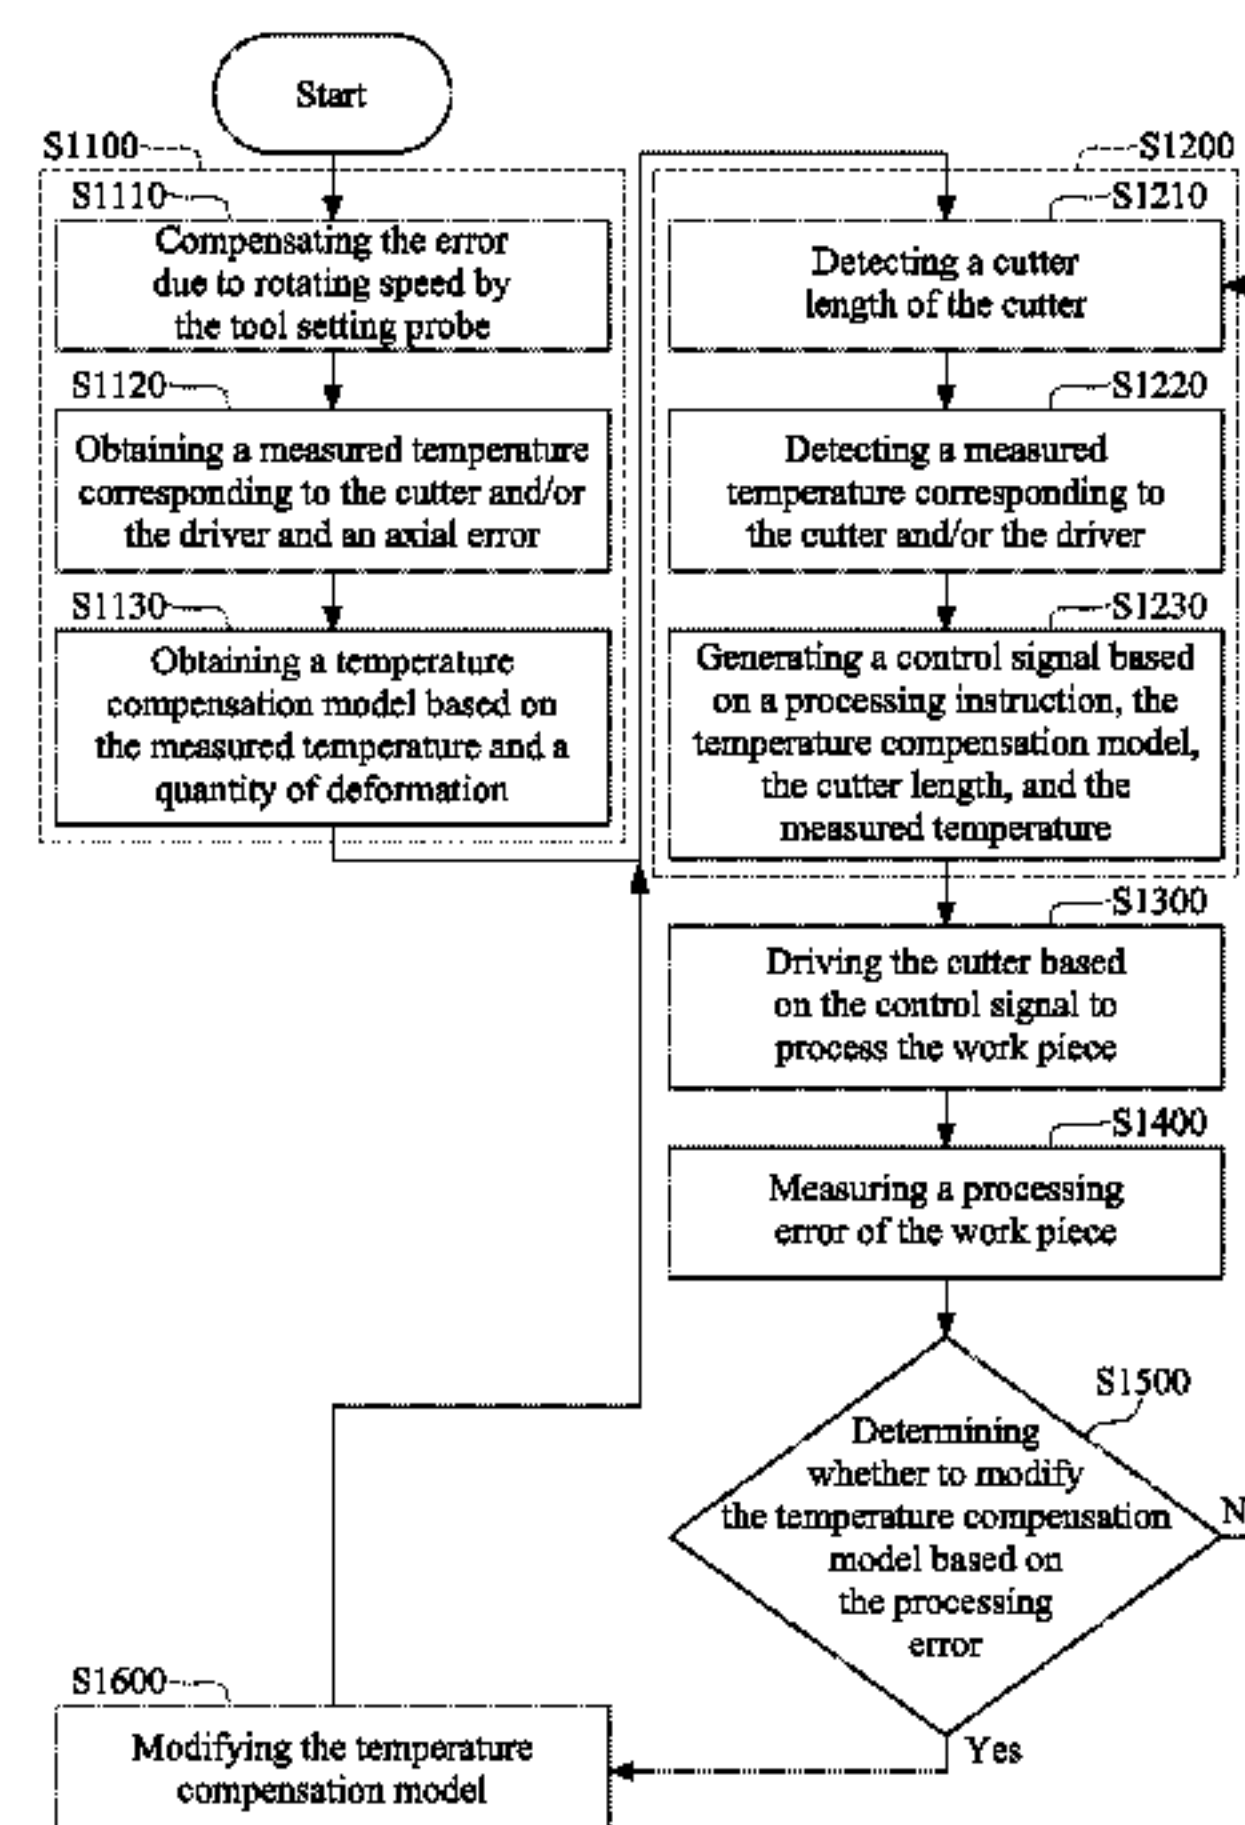 Start
S1100
S1110
Compensating the error
due to rotating speed by
the tool setting probe
S1120
Obtaining a measured temperature
corresponding to the cutter and/or
the driver and an axial error
S1130
Obtaining a temperature
compensation model based on
the measured temperature and a
quantity of deformation
S1200
S1210
Detecting a cutter
length of the cutter
S1220
Detecting a measured
temperature corresponding to
the cutter and/or the driver
S1230
Generating a control signal based
on a processing instruction, the
temperature compensation model,
the cutter length, and the
measured temperature
S1300
Driving the cutter based
on the control signal to
process the work piece
S1400
Measuring a processing
error of the work piece
S1500
Determining
whether to modify
the temperature compensation
model based on
the processing
error
N
Yes
S1600
Modifying the temperature
compensation model